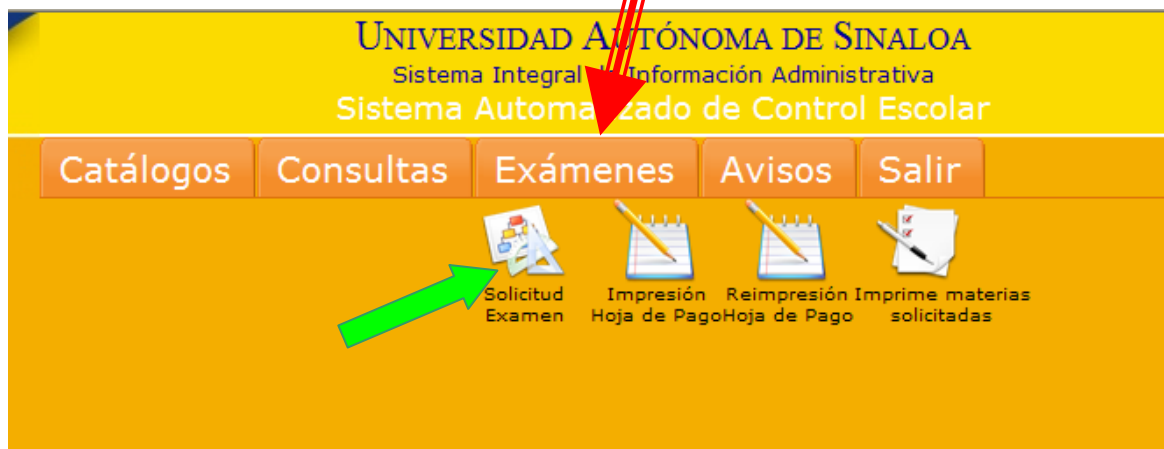 UNIVERSIDAD AUTÓNOMA DE SINALOA
Sistema Integral de Información Administrativa
Sistema Automatizado de Control Escolar
Catálogos Consultas Exámenes Avisos Salir
Solicitud Impresión Reimpresión Imprime materias
Examen Hoja de Pago Hoja de Pago solicitadas